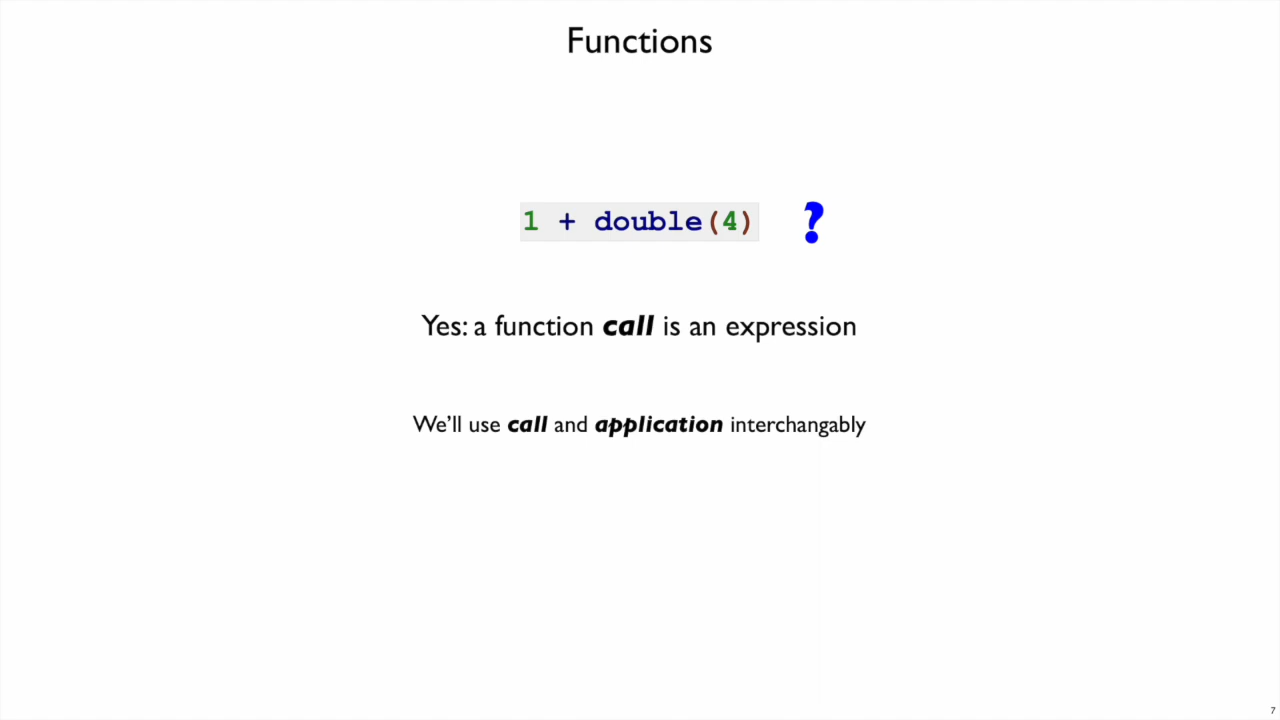 Functions
1 + double(4) ?
Yes: a function call is an expression
We'll use call and application interchangably
7